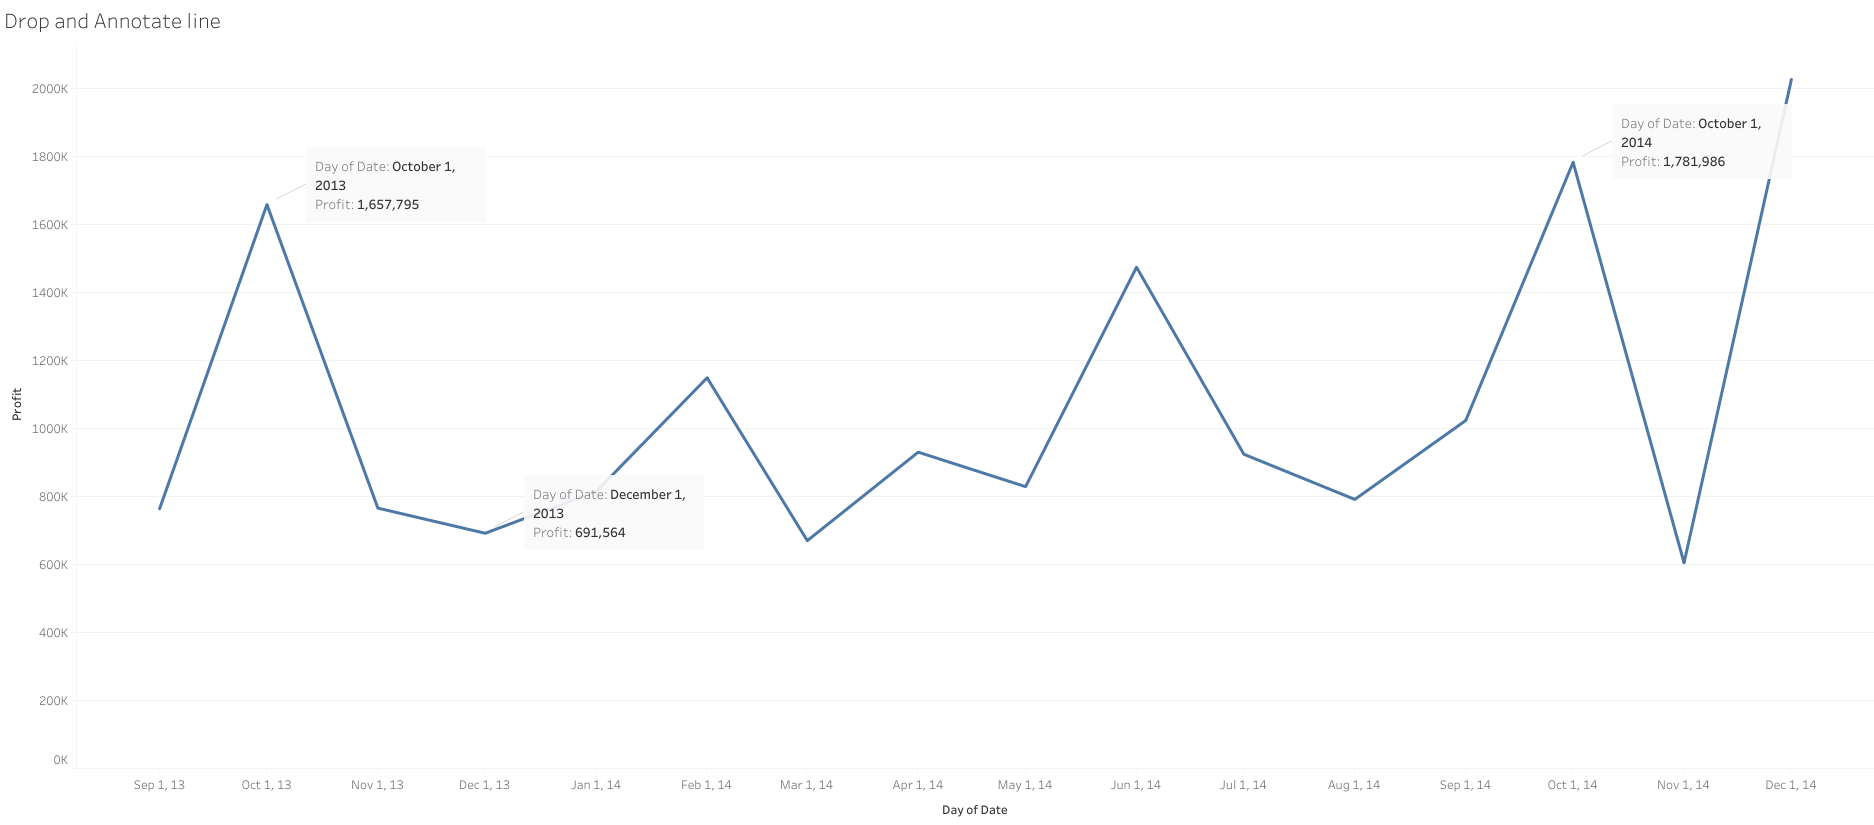 Drop and Annotate line
2000K
1800K
1600K
1400K
1200K
1000K
800K
600K
400K
200K
0K
Profit
Day of Date: October 1,
2013
Profit: 1,657,795
Day of Date: December 1,
2013
Profit: 691,564
Day of Date: October 1,
2014
Profit: 1,781,986
Sep 1, 13 Oct 1, 13 Nov 1, 13 Dec 1, 13 Jan 1, 14 Feb 1, 14 Mar 1, 14 Apr 1, 14 May 1, 14 Jun 1, 14 Jul 1, 14 Aug 1, 14 Sep 1, 14 Oct 1, 14 Nov 1, 14 Dec 1, 14
Day of Date